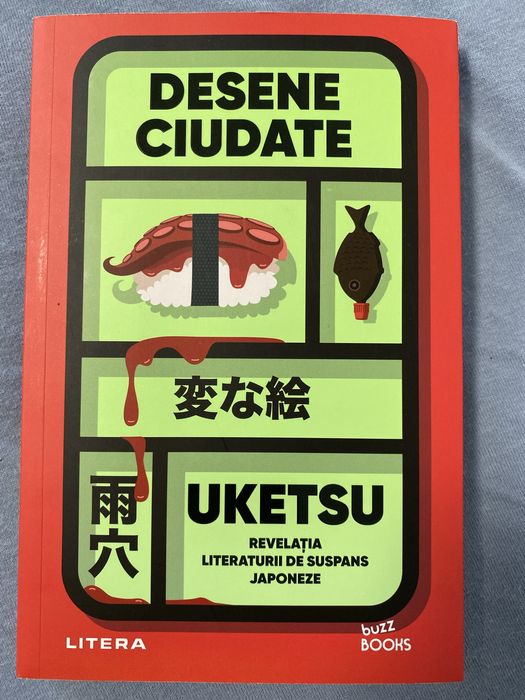 DESENE
CIUDATE
変な絵
雨穴
UKETSU
REVELAȚIA
LITERATURII DE SUSPANS
JAPONEZE
LITERA
buzz
BOOKS